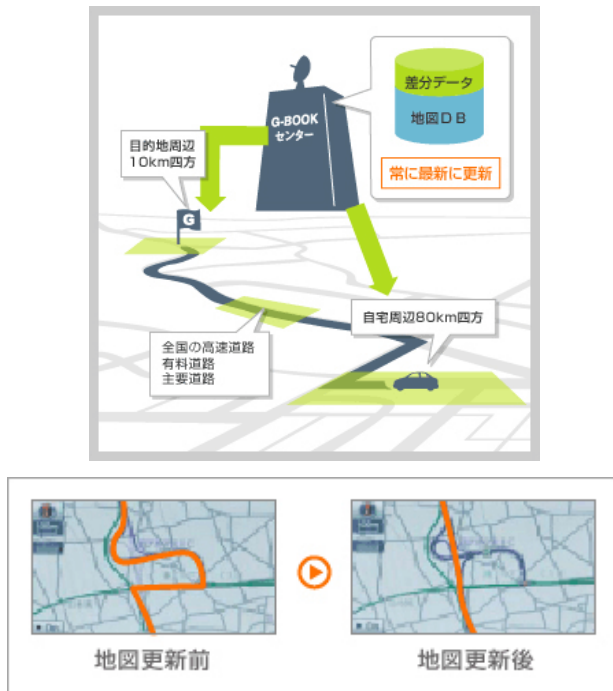 差分データ
地図DB
常に最新に更新
G-BOOK
センター
目的地周辺
10km四方
G
自宅周辺80km四方
全国の高速道路
有料道路
主要道路
地図更新前
地図更新後